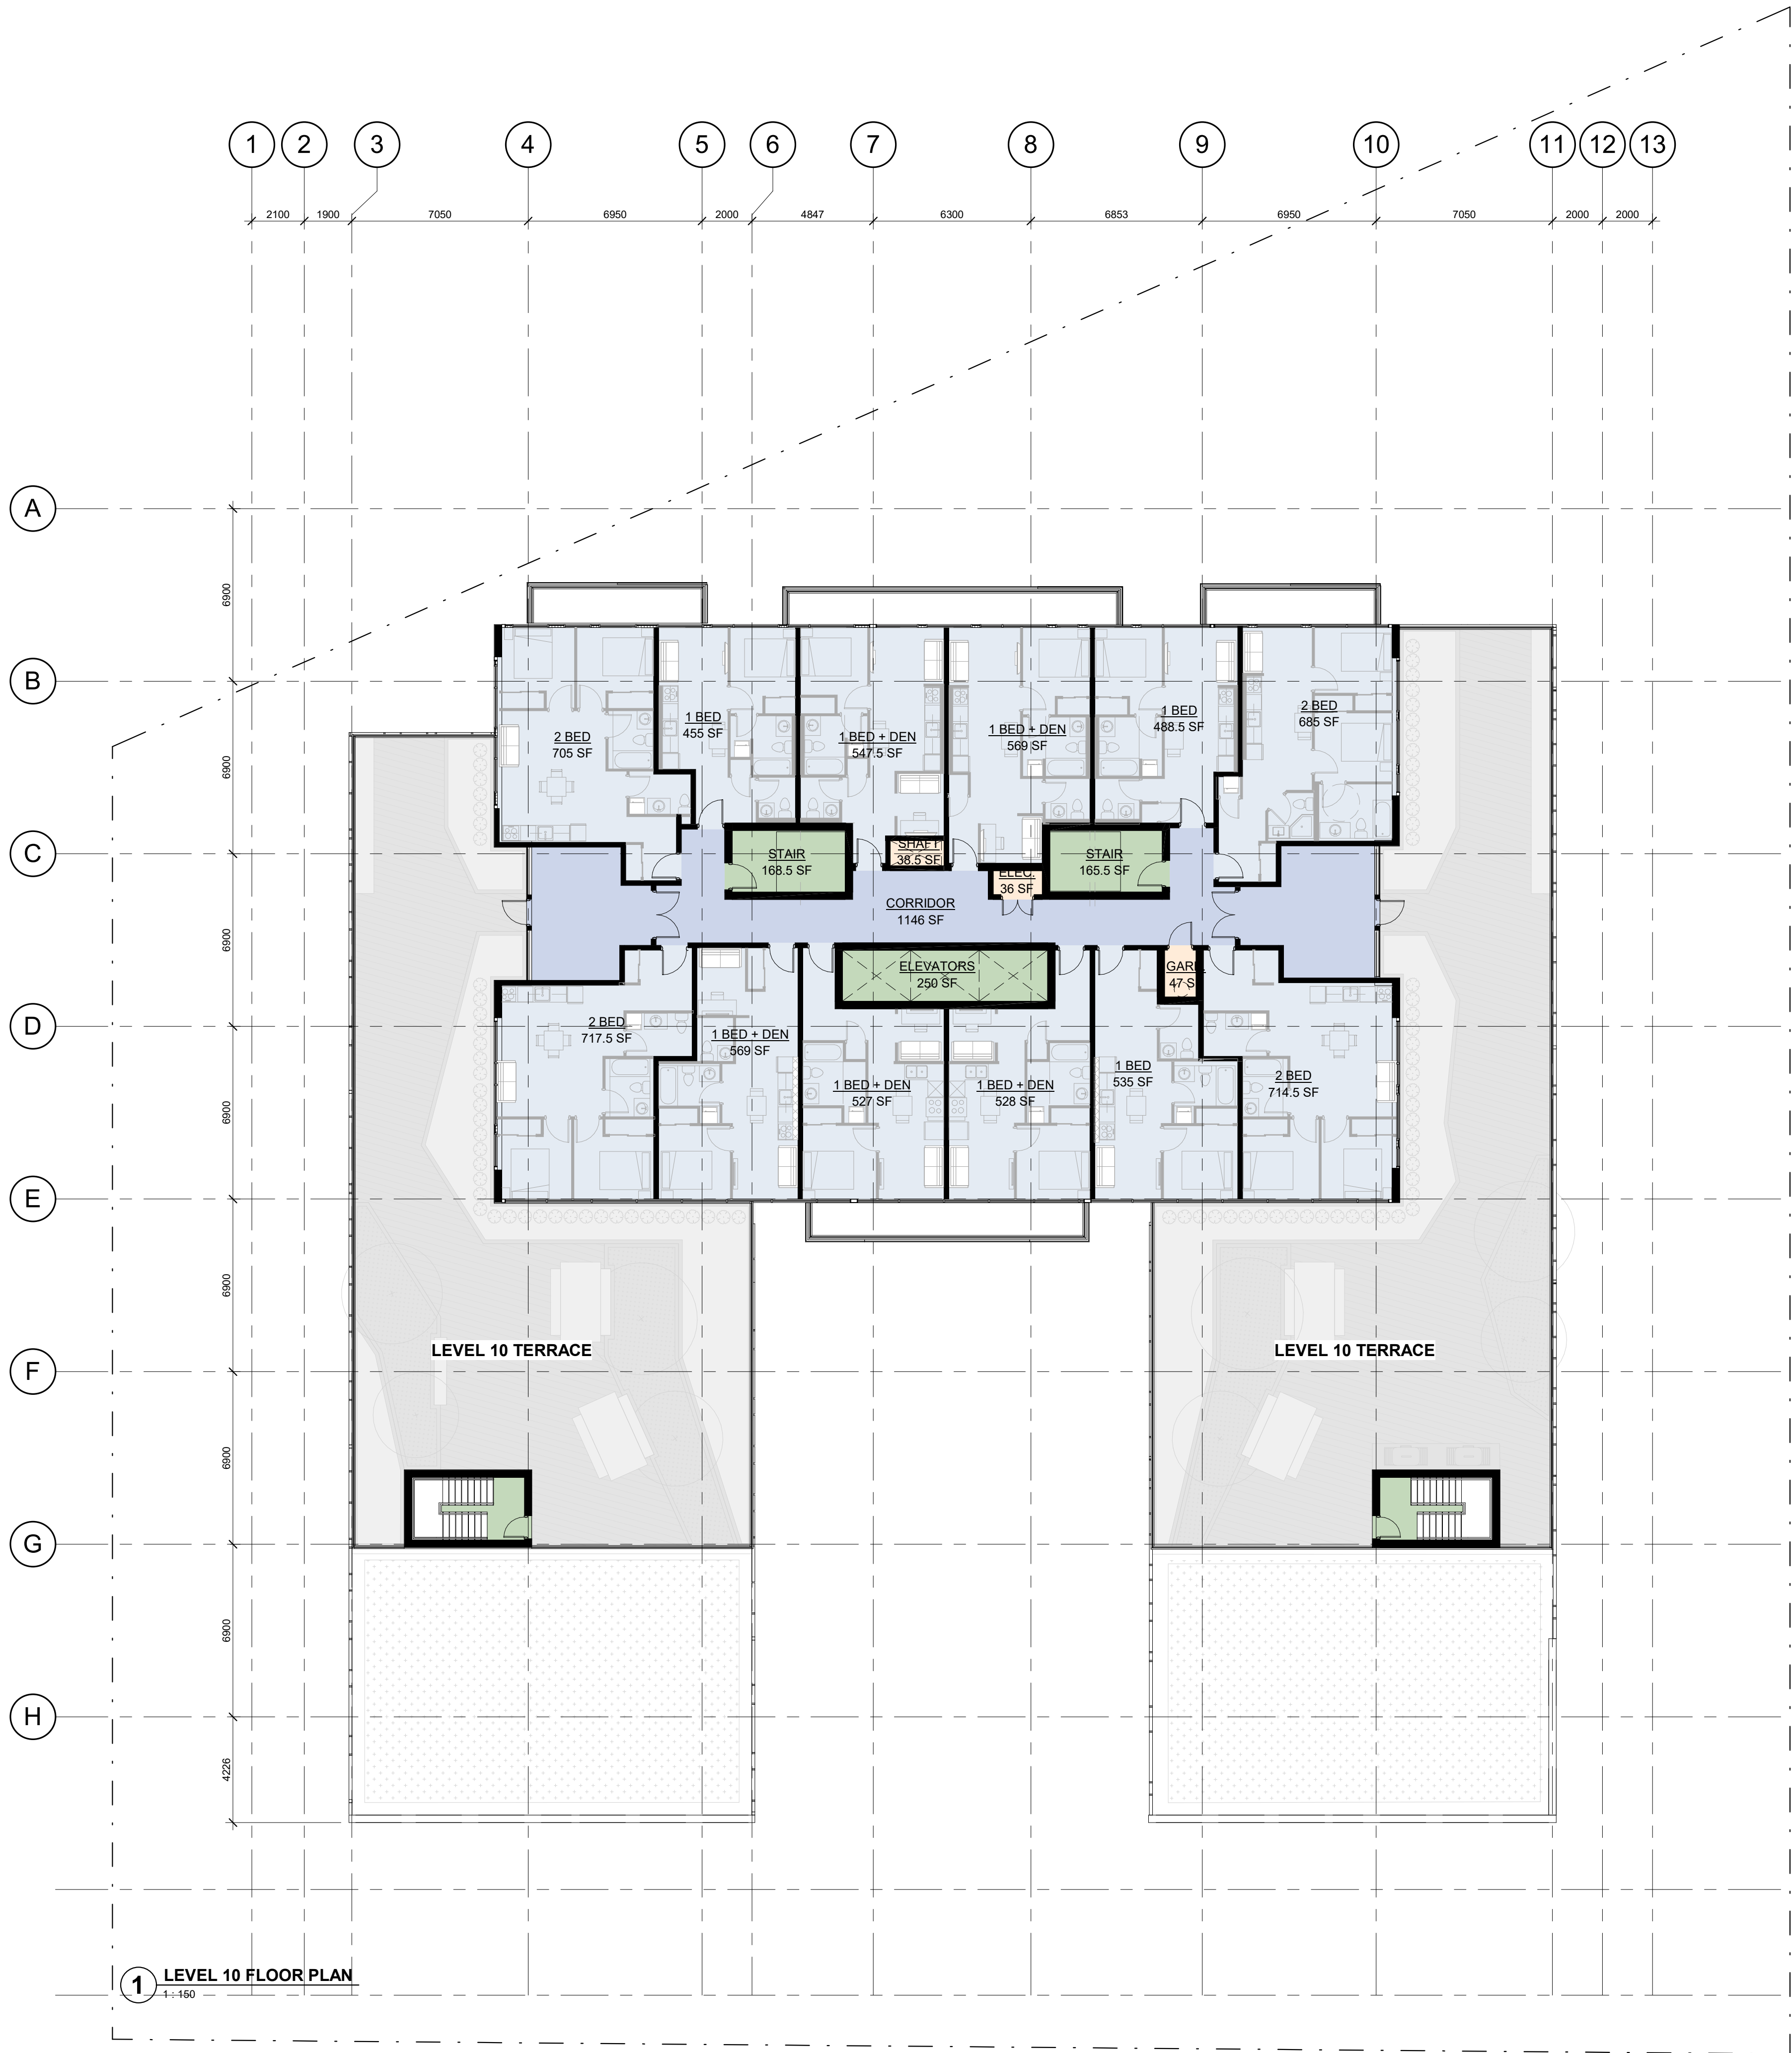 1 2 3 4 5 6 7 8 9 10 11 12 13
2100 1900 7050 6950 2000 4847 6300 6853 6950 7050 2000 2000
A
6900
B
6900
C
6900
D
6900
E
6900
F
6900
G
6900
H
4226
2 BED
705 SF
1 BED
455 SF
1 BED + DEN
547.5 SF
1 BED + DEN
569 SF
1 BED
488.5 SF
2 BED
685 SF
STAIR
168.5 SF
SHAFT
38.5 SF
ELEC.
36 SF
STAIR
165.5 SF
CORRIDOR
1146 SF
ELEVATORS
250 SF
47 S
2 BED
717.5 SF
1 BED + DEN
569 SF
1 BED + DEN
527 SF
1 BED + DEN
528 SF
1 BED
535 SF
2 BED
714.5 SF
LEVEL 10 TERRACE
LEVEL 10 TERRACE
1 LEVEL 10 FLOOR PLAN
1 : 150